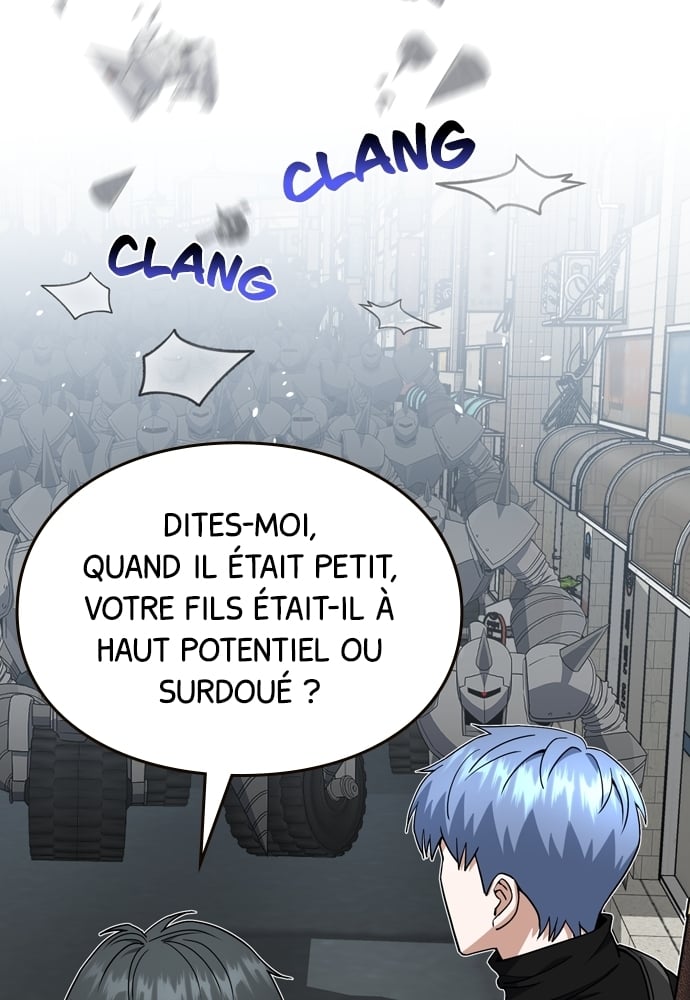 CLANG
CLANG
DITES-MOI,
QUAND IL ÉTAIT PETIT,
VOTRE FILS ÉTAIT-IL À
HAUT POTENTIEL OU
SURDOUÉ ?